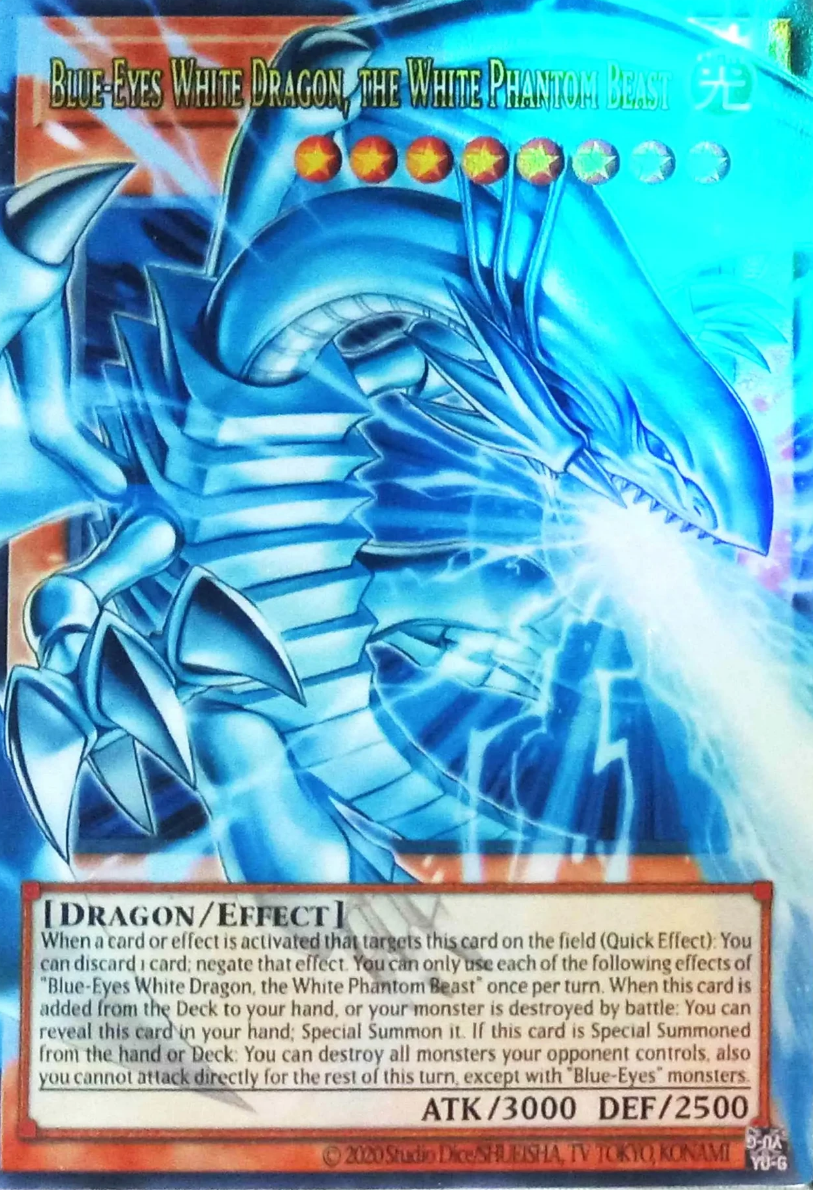 BLUE-EYES WHITE DRAGON, THE WHITE PHANTOM BEAST 光
[DRAGON/EFFECT]
When a card or effect is activated that targets this card on the field (Quick Effect): You
can discard 1 card; negate that effect. You can only use each of the following effects of
"Blue-Eyes White Dragon, the White Phantom Beast" once per turn. When this card is
added from the Deck to your hand, or your monster is destroyed by battle: You can
reveal this card in your hand; Special Summon it. If this card is Special Summoned
from the hand or Deck: You can destroy all monsters your opponent controls, also
you cannot attack directly for the rest of this turn, except with "Blue-Eyes" monsters.
ATK/3000 DEF/2500
© 2020 Studio Dice/SHUEISHA, TV TOKYO, KONAMI